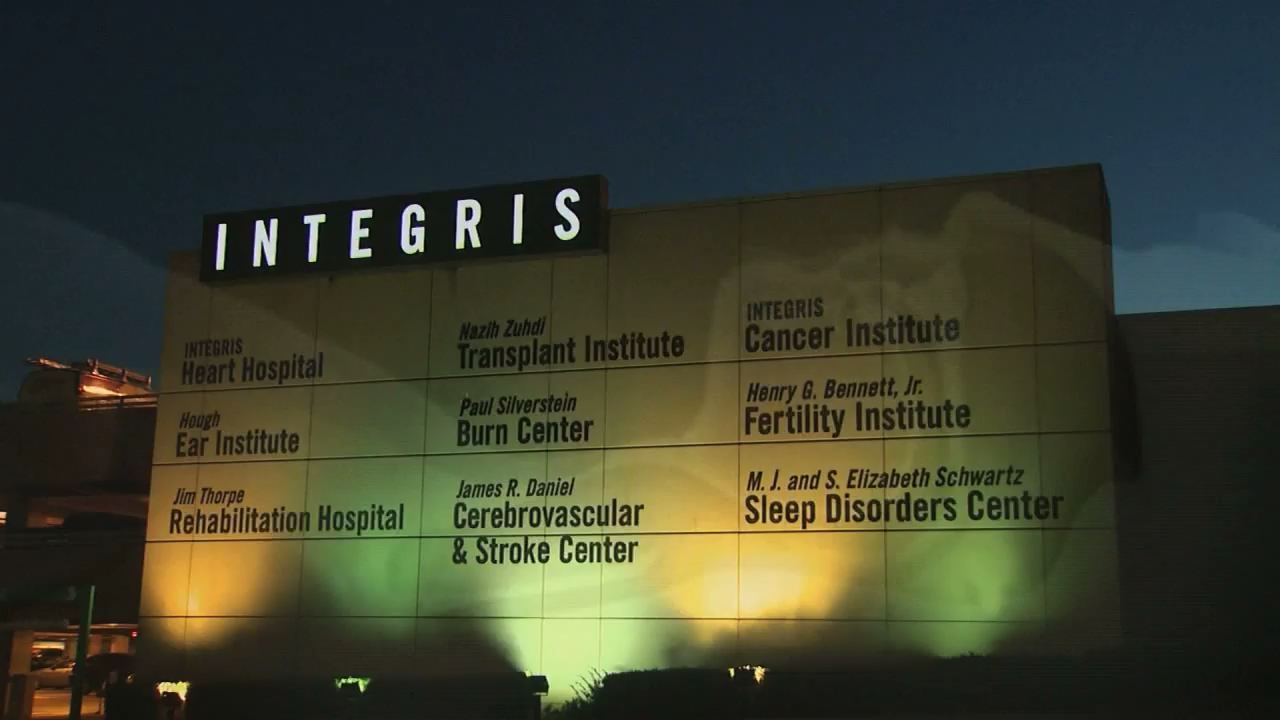 INTEGRIS
INTEGRIS
Heart Hospital
Hough
Ear Institute
Jim Thorpe
Rehabilitation Hospital
Nazih Zuhdi
Transplant Institute
Paul Silverstein
Burn Center
James R. Daniel
Cerebrovascular
& Stroke Center
INTEGRIS
Cancer Institute
Henry G. Bennett, Jr.
Fertility Institute
M. J. and S. Elizabeth Schwartz
Sleep Disorders Center